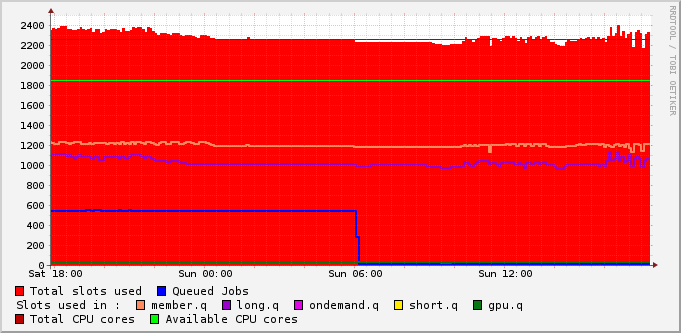 2400
2200
2000
1800
1600
1400
1200
1000
800
600
400
200
0
Sat 18:00 Sun 00:00 Sun 06:00 Sun 12:00
RRDTOOL / TOBI OETIKER
Total slots used Queued Jobs
Slots used in : member.q long.q ondemand.q short.q gpu.q
Total CPU cores Available CPU cores